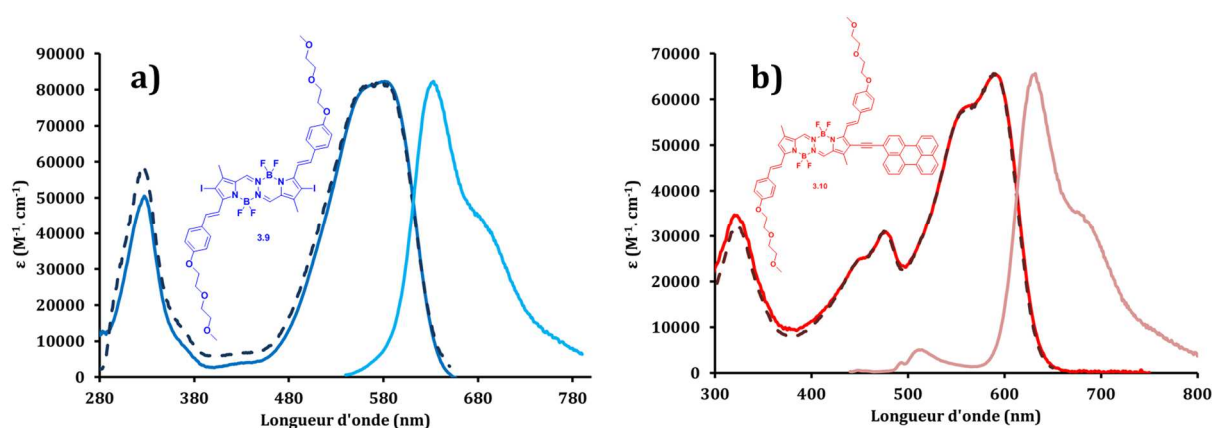 a)
ε (M⁻¹. cm⁻¹)
90000
80000
70000
60000
50000
40000
30000
20000
10000
0
280
380
480
580
680
780
Longueur d'onde (nm)
O
O
O
F
F
B
I
N
N
N
N
I
B
F
F
3.9
O
O
O
b)
ε (M⁻¹. cm⁻¹)
70000
60000
50000
40000
30000
20000
10000
0
300
400
500
600
700
800
Longueur d'onde (nm)
O
O
O
F
F
B
N
N
N
N
B
F
F
3.10
O
O
O